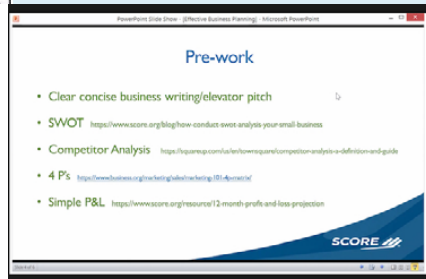 PowerPoint Slide Show - [Effective Business Planning] - Microsoft PowerPoint
Pre-work
• Clear concise business writing/elevator pitch
• SWOT https://www.score.org/blog/how-conduct-swot-analysis-your-small-business
• Competitor Analysis https://squareup.com/us/en/townsquare/competitor-analysis-a-definition-and-guide
• 4 P's https://www.business.org/marketing/sales/marketing-101-4ps-matrix/
• Simple P&L https://www.score.org/resource/12-month-profit-and-loss-projection
SCORE